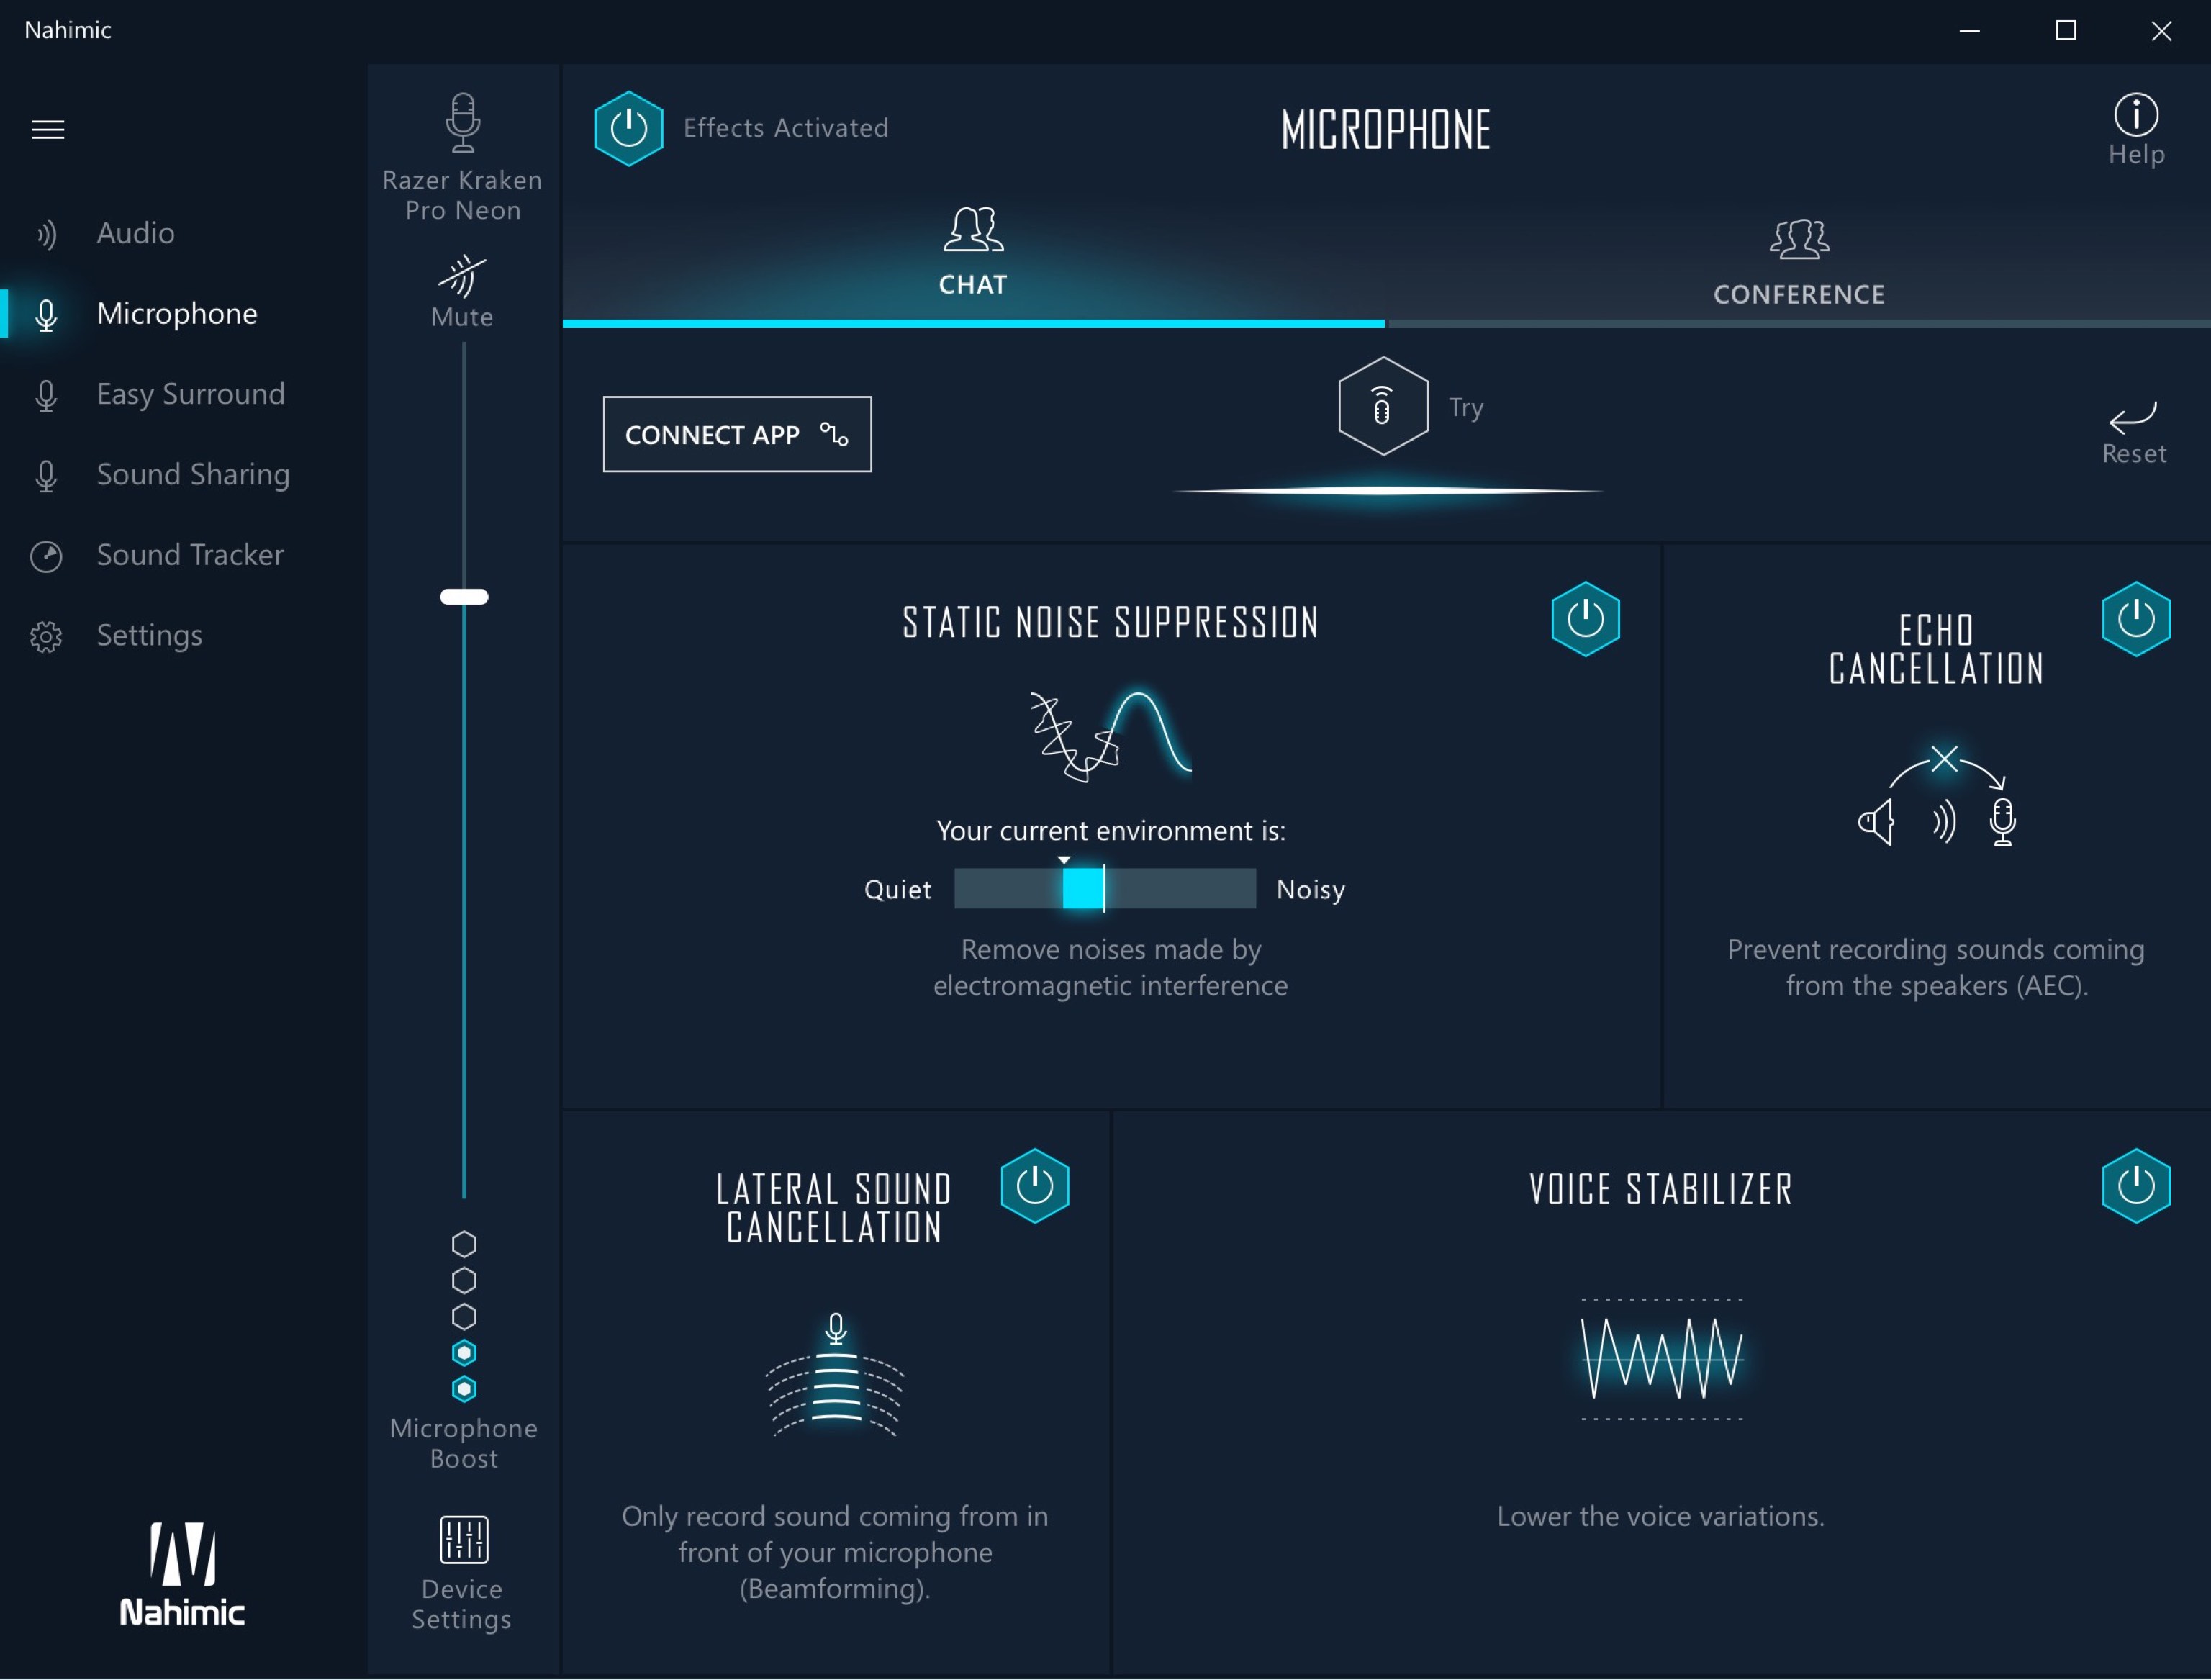 Nahimic
Audio
Microphone
Easy Surround
Sound Sharing
Sound Tracker
Settings
Nahimic
Razer Kraken
Pro Neon
Mute
Microphone
Boost
Device
Settings
Effects Activated
MICROPHONE
Help
CHAT
CONFERENCE
CONNECT APP
Try
Reset
STATIC NOISE SUPPRESSION
Your current environment is:
Quiet
Noisy
Remove noises made by
electromagnetic interference
ECHO
CANCELLATION
Prevent recording sounds coming
from the speakers (AEC).
LATERAL SOUND
CANCELLATION
Only record sound coming from in
front of your microphone
(Beamforming).
VOICE STABILIZER
Lower the voice variations.